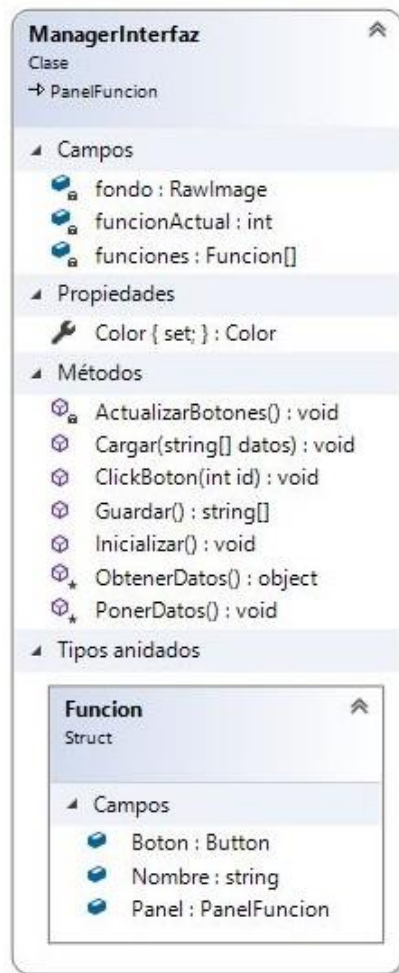 ManagerInterfaz
Clase
PanelFuncion
Campos
fondo : RawImage
funcionActual : int
funciones : Funcion[]
Propiedades
Color { set; } : Color
Métodos
ActualizarBotones() : void
Cargar(string[] datos) : void
ClickBoton(int id) : void
Guardar() : string[]
Inicializar() : void
ObtenerDatos() : object
PonerDatos() : void
Tipos anidados
Funcion
Struct
Campos
Boton : Button
Nombre : string
Panel : PanelFuncion